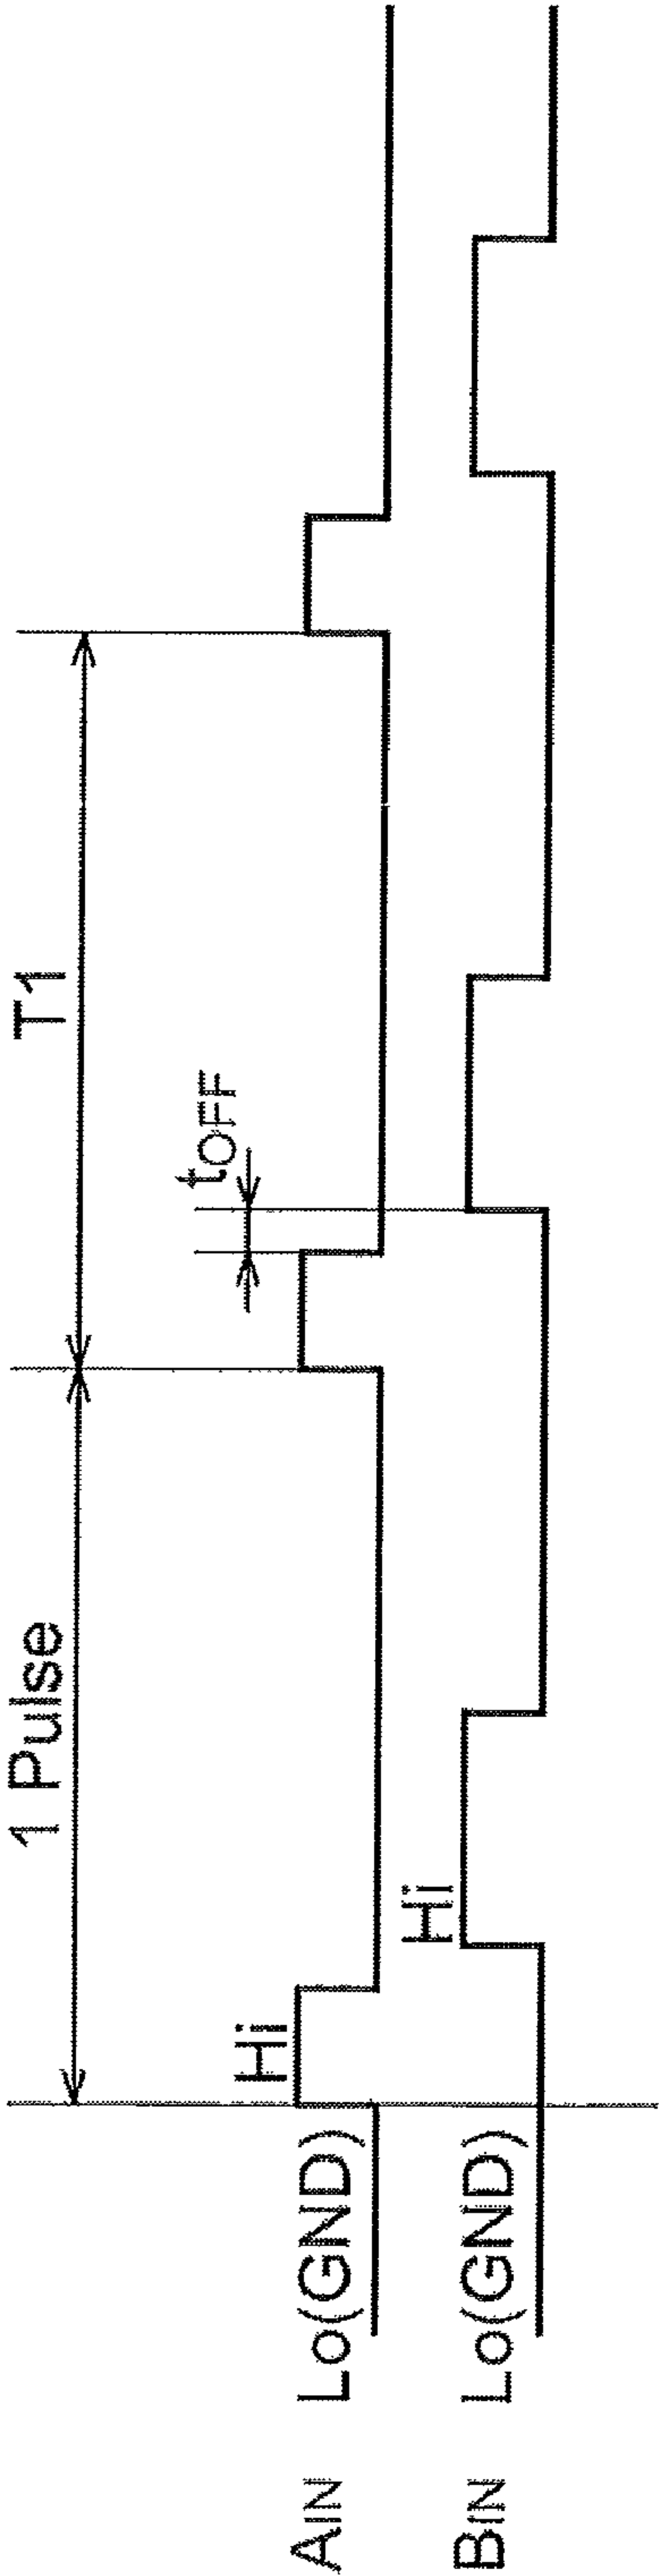 1 Pulse
T1
tOFF
Hi
AIN Lo(GND)
Hi
BIN Lo(GND)